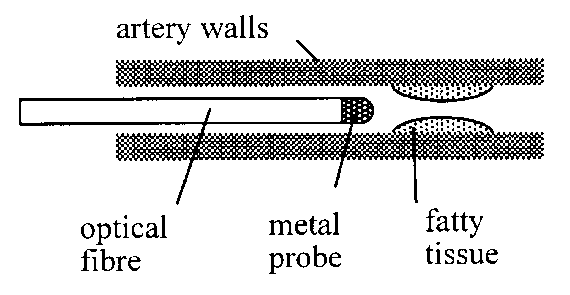 artery walls
optical
fibre
metal
probe
fatty
tissue